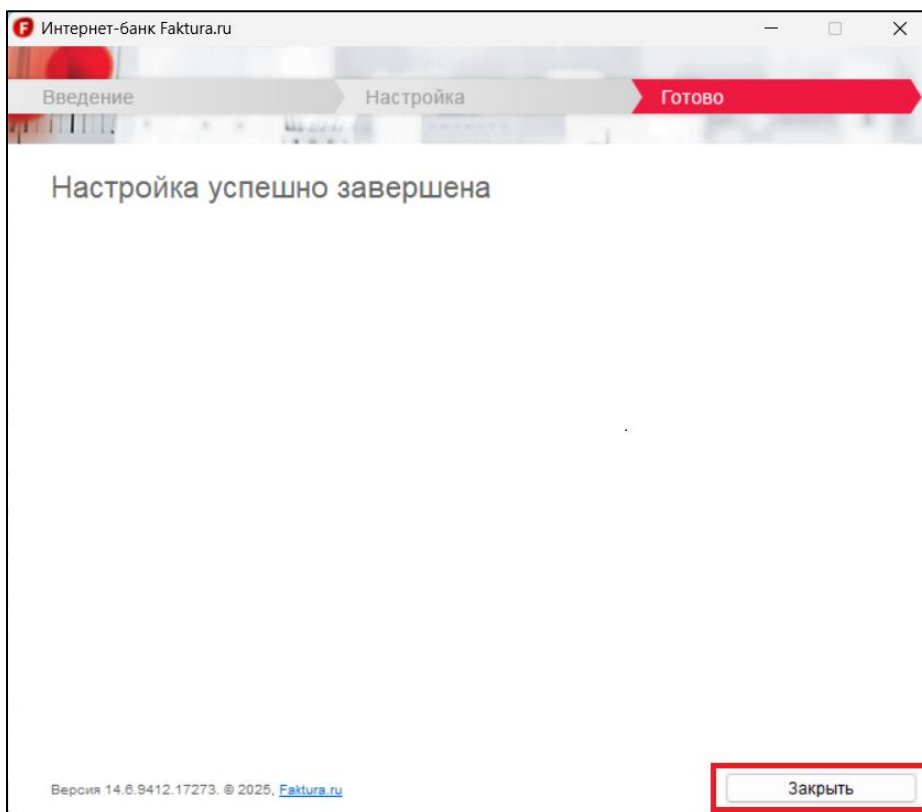 Интернет-банк Faktura.ru
Введение Настройка Готово
Настройка успешно завершена
Версия 14.6.9412.17273. © 2025, Faktura.ru
Закрыть